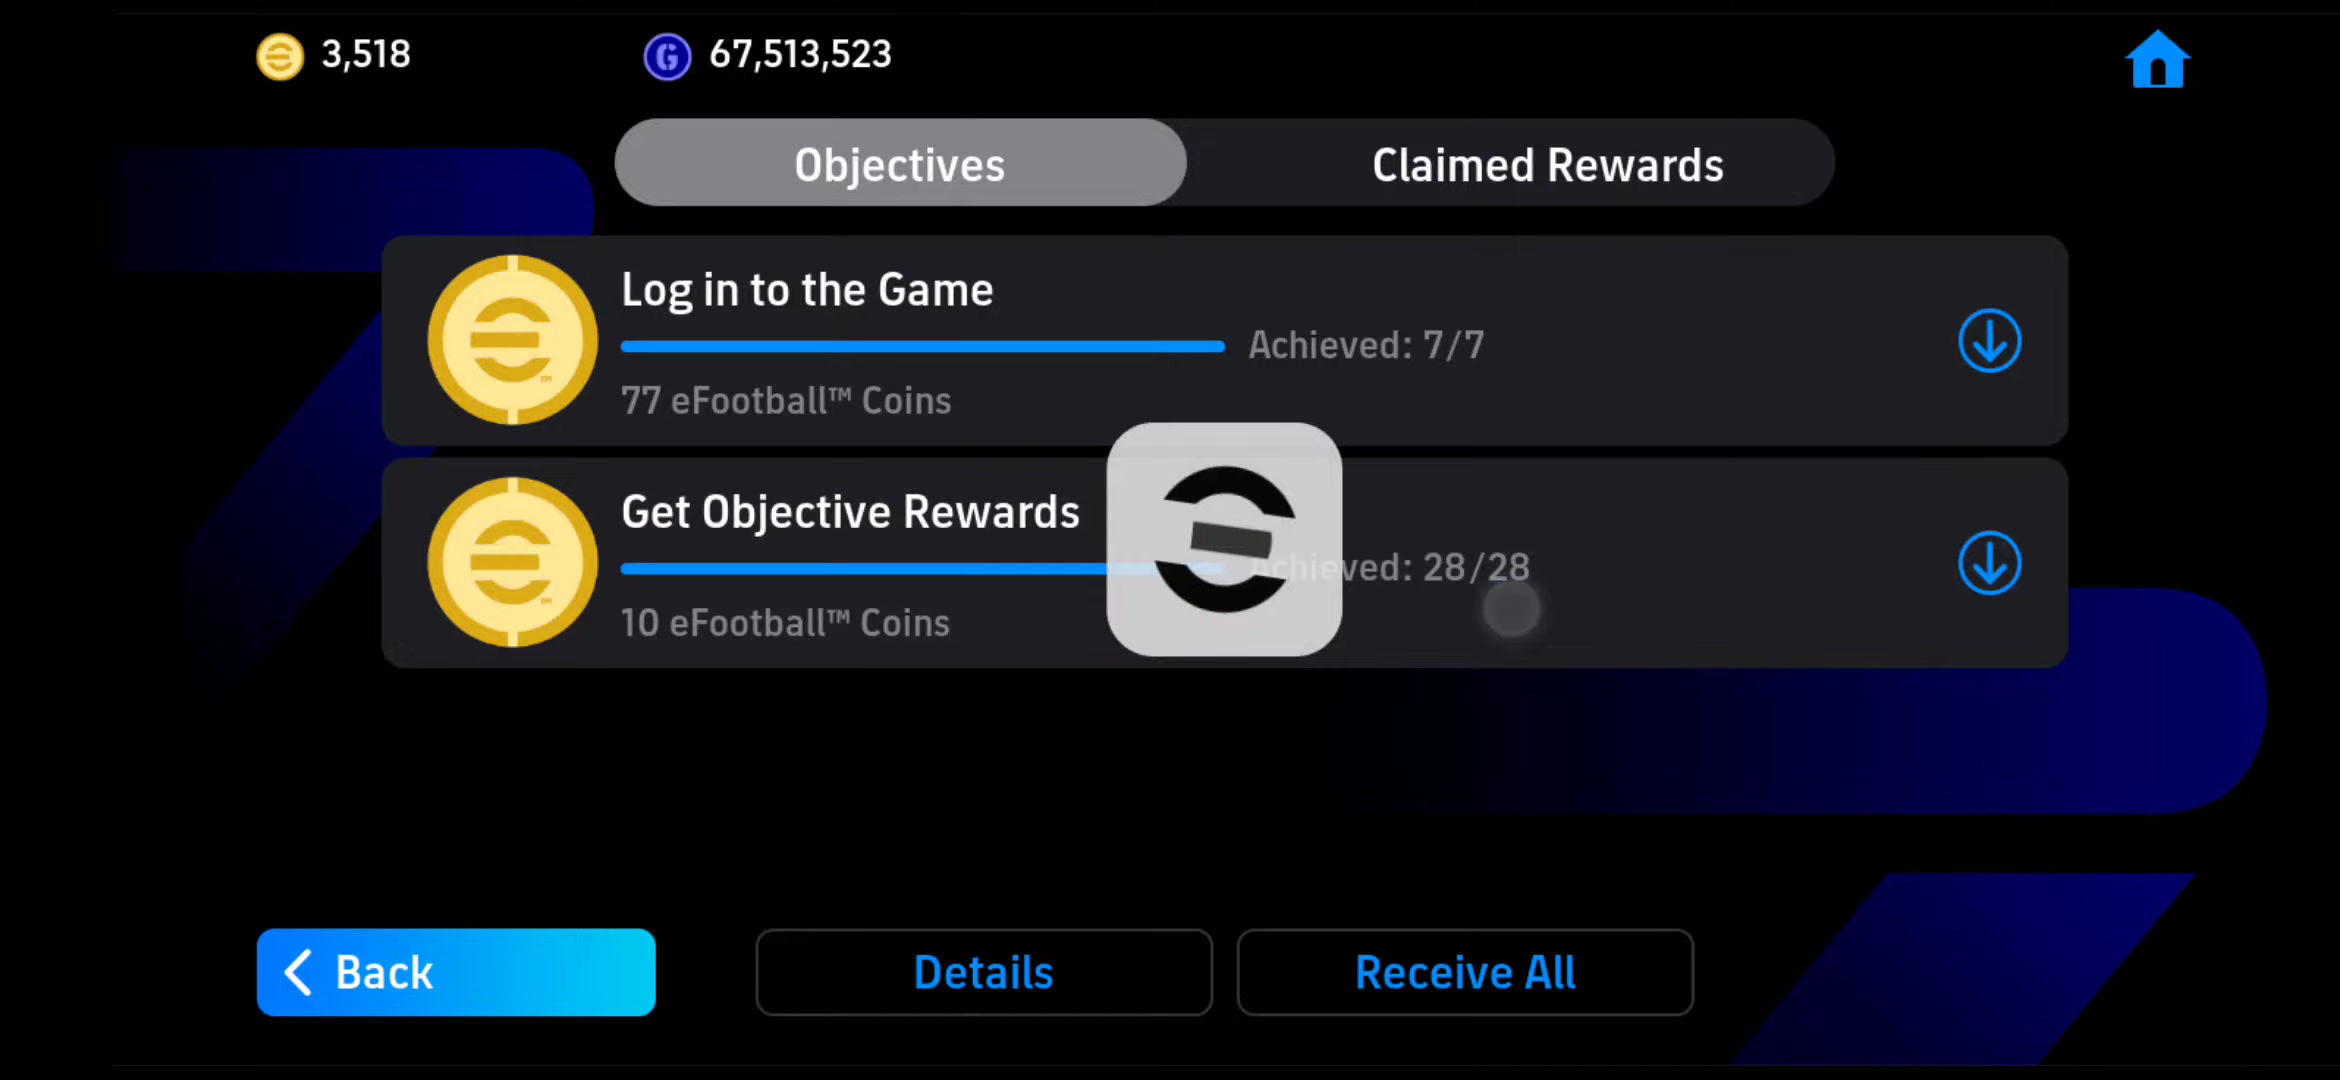 3,518
67,513,523
Objectives
Claimed Rewards
Log in to the Game
Achieved: 7/7
77 eFootball™ Coins
Get Objective Rewards
Achieved: 28/28
10 eFootball™ Coins
Back
Details
Receive All